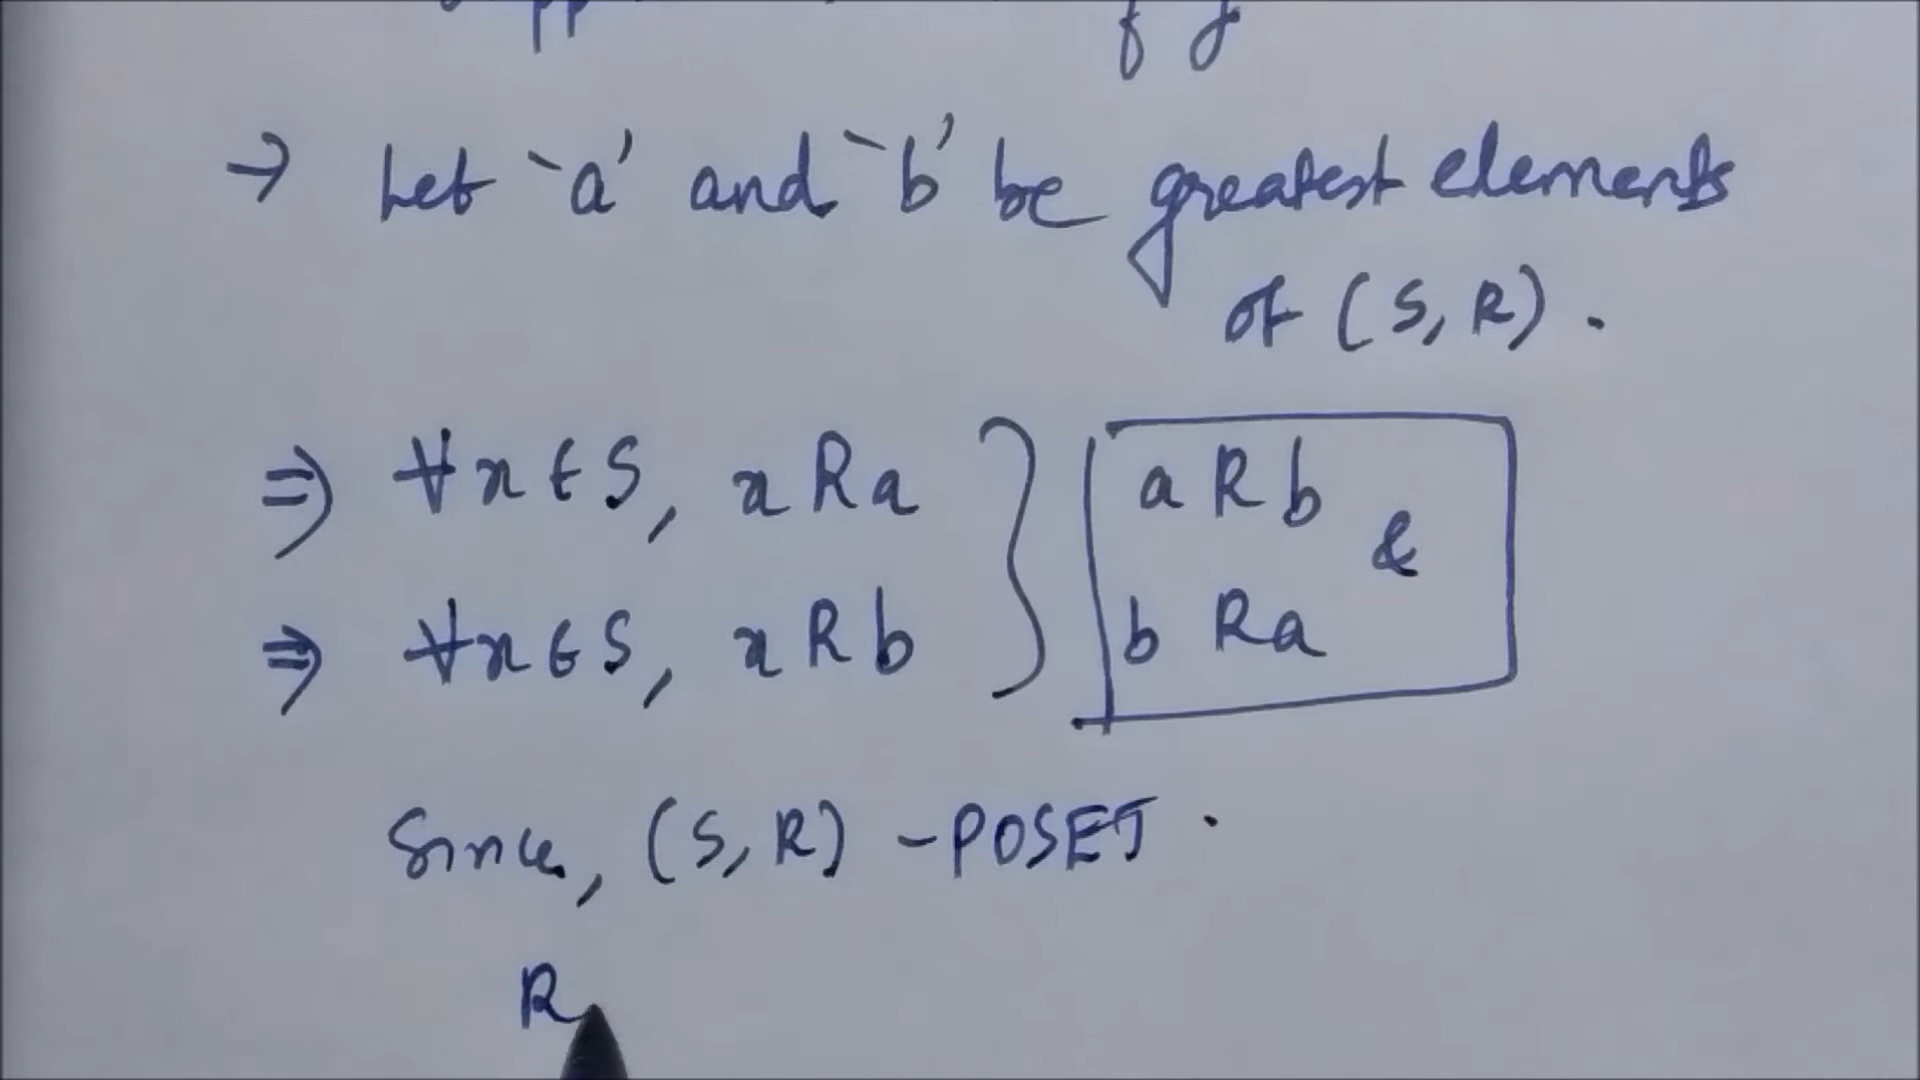 → Let `a' and `b' be greatest elements
of (S, R).
⇒ ∀x∈S, xRa } aRb &
⇒ ∀x∈S, xRb } bRa
Since, (S, R) - POSET.
R